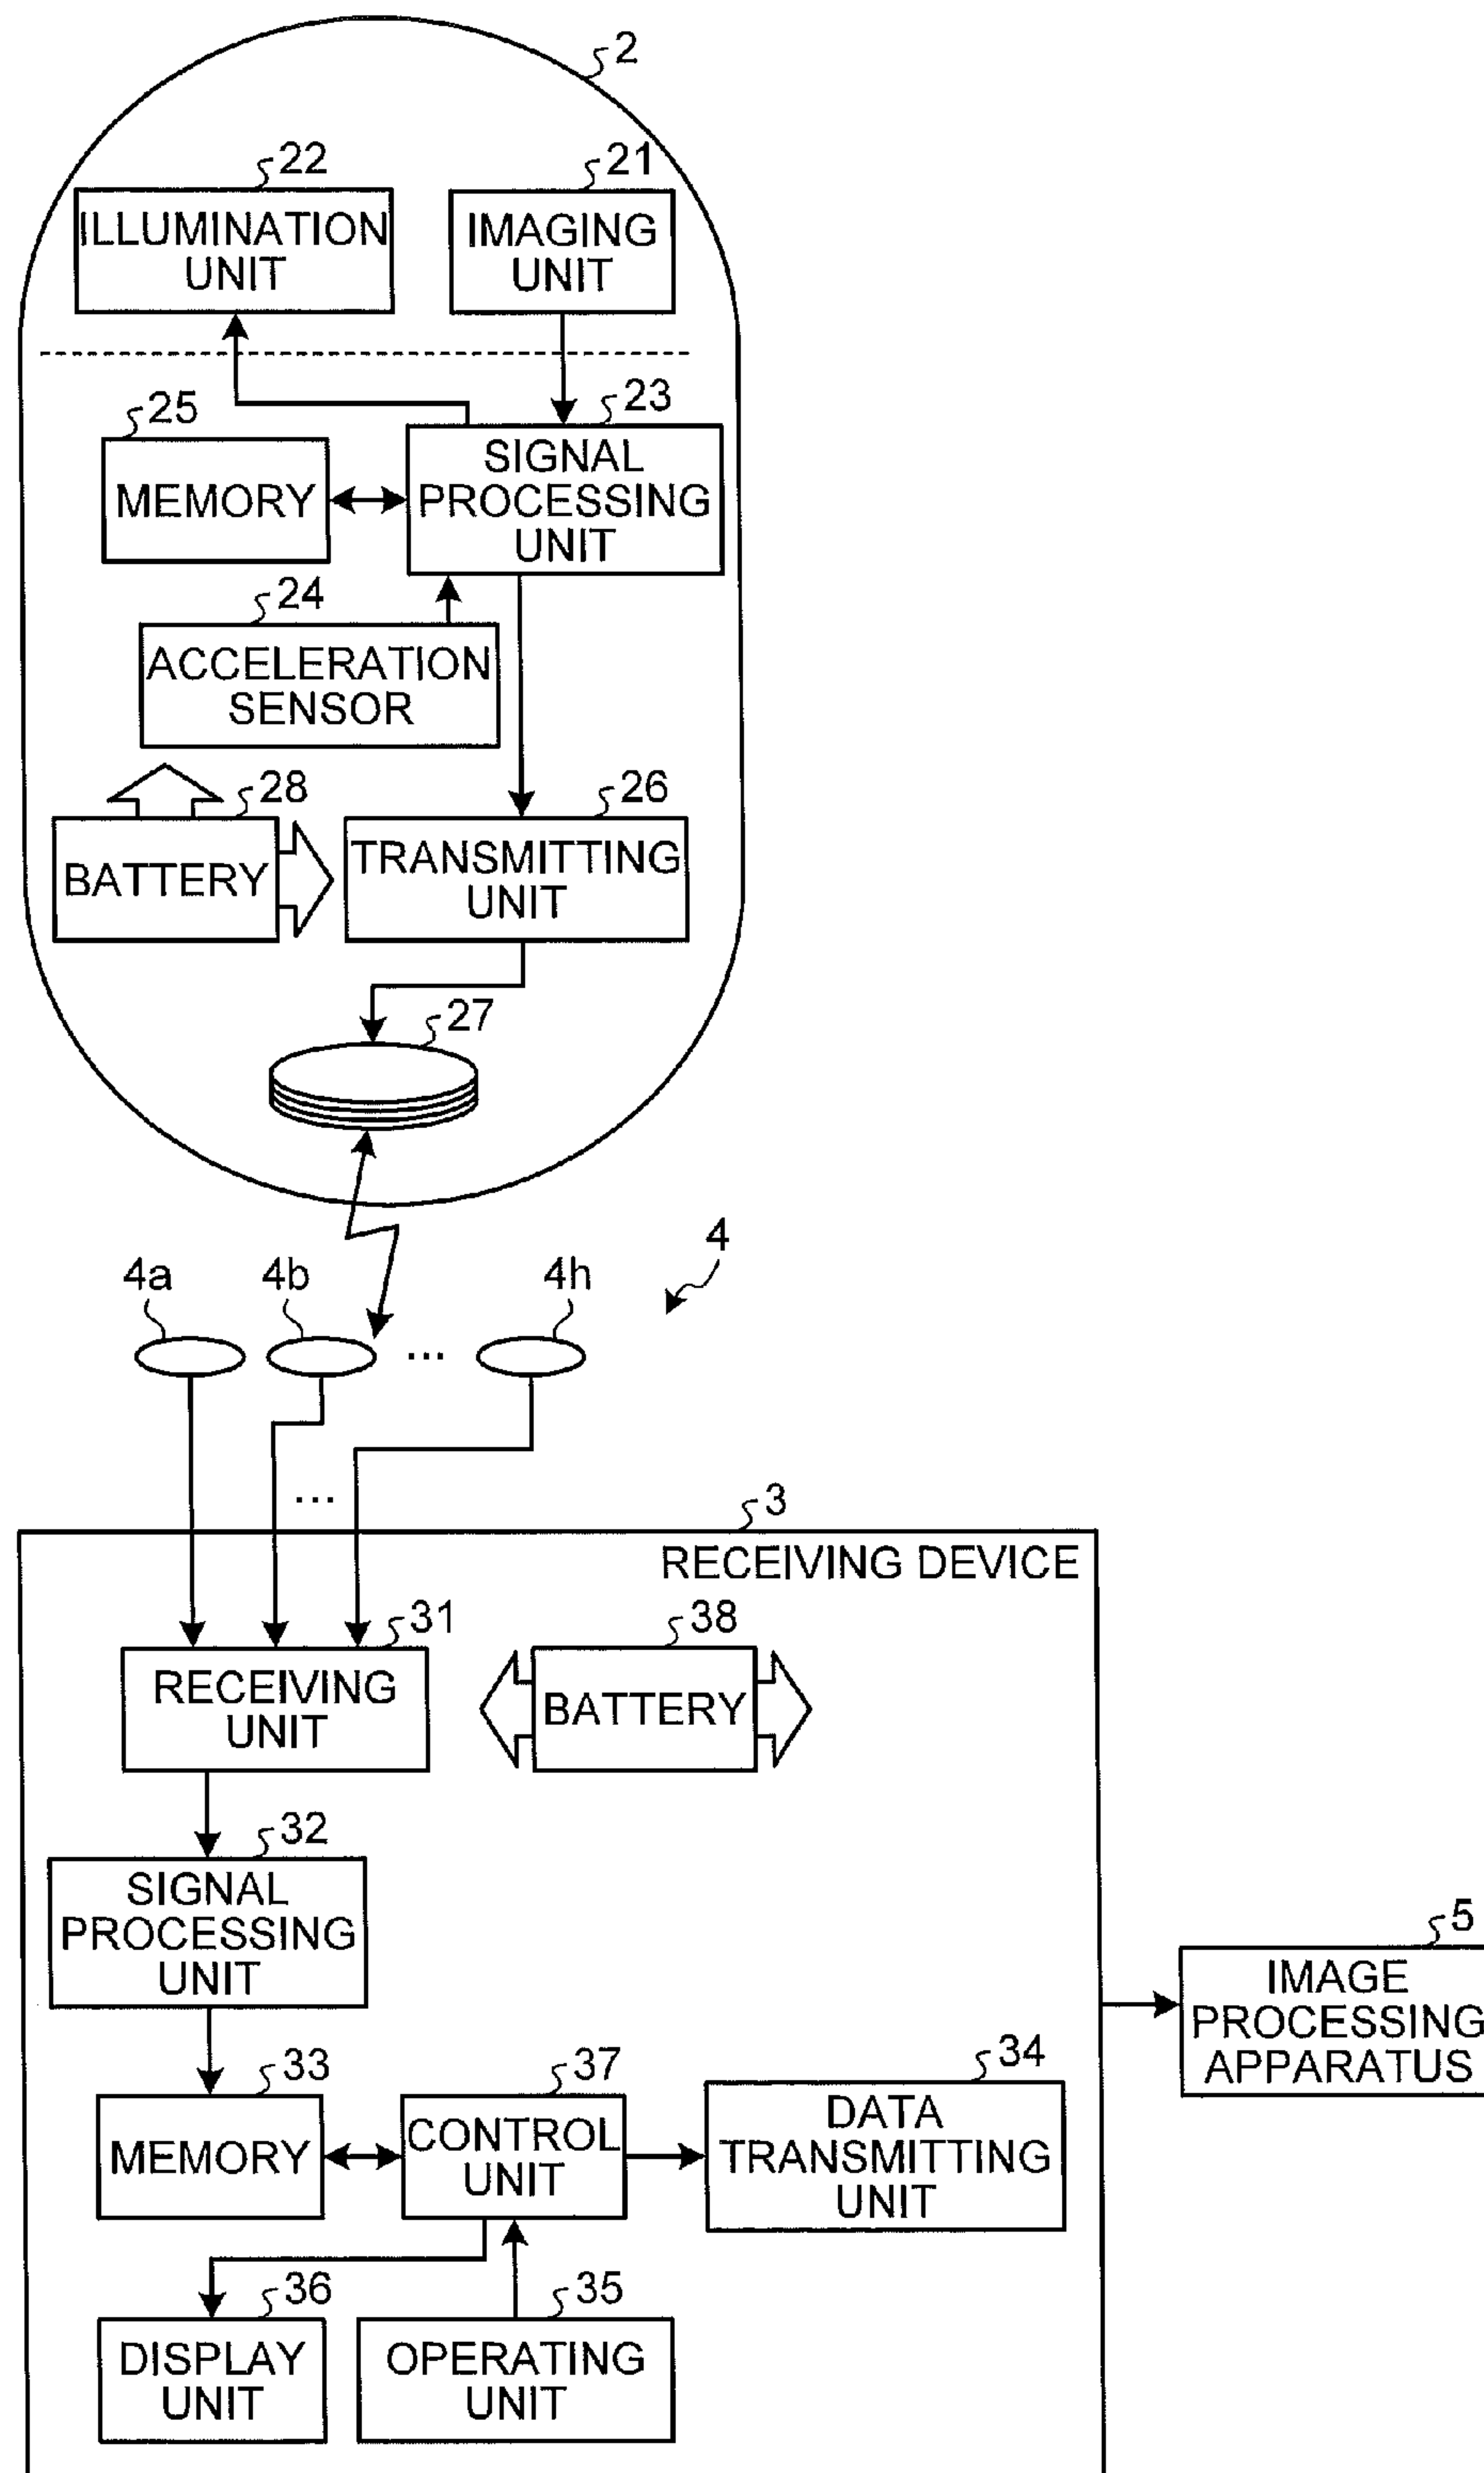 2
22
21
ILLUMINATION
UNIT
IMAGING
UNIT
25
23
MEMORY
SIGNAL
PROCESSING
UNIT
24
ACCELERATION
SENSOR
28
26
BATTERY
TRANSMITTING
UNIT
27
4
4a
4b
4h
...
...
3
RECEIVING DEVICE
31
38
RECEIVING
UNIT
BATTERY
32
SIGNAL
PROCESSING
UNIT
5
IMAGE
PROCESSING
APPARATUS
33
37
34
MEMORY
CONTROL
UNIT
DATA
TRANSMITTING
UNIT
36
35
DISPLAY
UNIT
OPERATING
UNIT